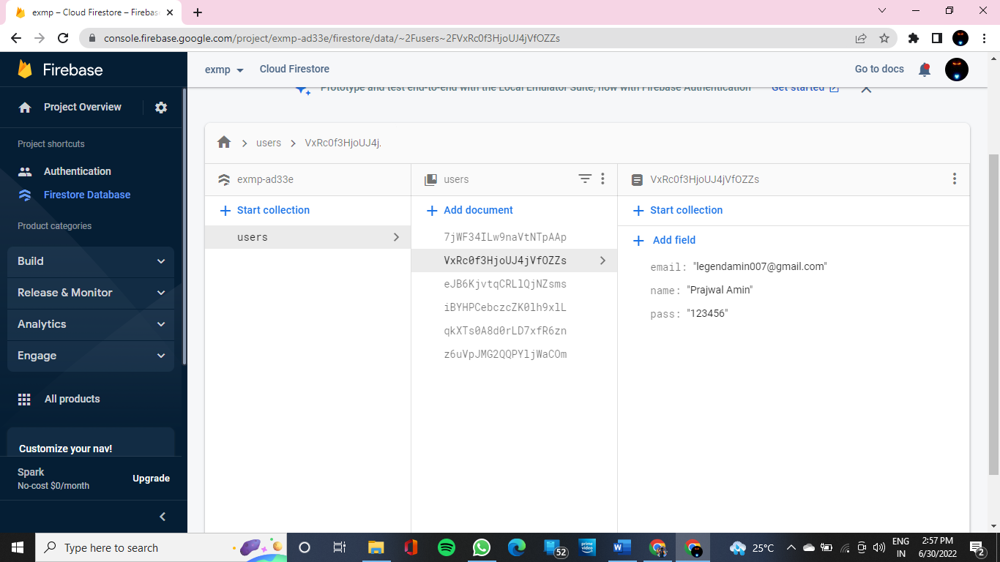 exmp – Cloud Firestore – Firebas
console.firebase.google.com/project/exmp-ad33e/firestore/data/~2Fusers~2FVxRc0f3HjoUJ4jVfOZZs
Firebase
exmp
Cloud Firestore
Go to docs
Prototype and test end-to-end with the Local Emulator Suite, now with Firebase Authentication
Get started
Project Overview
Project shortcuts
Authentication
Firestore Database
Product categories
Build
Release & Monitor
Analytics
Engage
All products
Customize your nav!
Spark
No-cost $0/month
Upgrade
users
VxRc0f3HjoUJ4j.
exmp-ad33e
Start collection
users
users
Add document
7jWF34ILw9naVtNTpAAp
VxRc0f3HjoUJ4jVfOZZs
eJB6KjvtqCRLlQjNZsms
iBYHPCebczcZK0lh9xlL
qkXTs0A8d0rLD7xfR6zn
z6uVpJMG2QQPYljWaCOm
VxRc0f3HjoUJ4jVfOZZs
Start collection
Add field
email: "legendamin007@gmail.com"
name: "Prajwal Amin"
pass: "123456"
Type here to search
52
prime video
25°C
ENG
IN
2:57 PM
6/30/2022
2